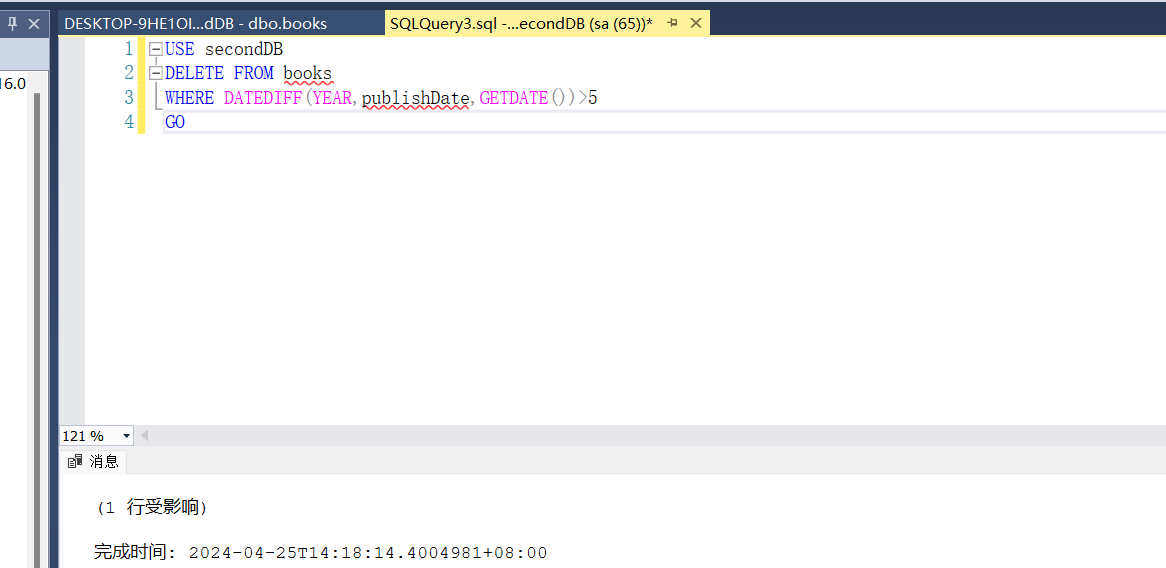 DESKTOP-9HE1OI...dDB - dbo.books
SQLQuery3.sql -...econdDB (sa (65))*
16.0
1 USE secondDB
2 DELETE FROM books
3 WHERE DATEDIFF(YEAR,publishDate,GETDATE())>5
4 GO
121 %
消息
(1 行受影响)
完成时间: 2024-04-25T14:18:14.4004981+08:00